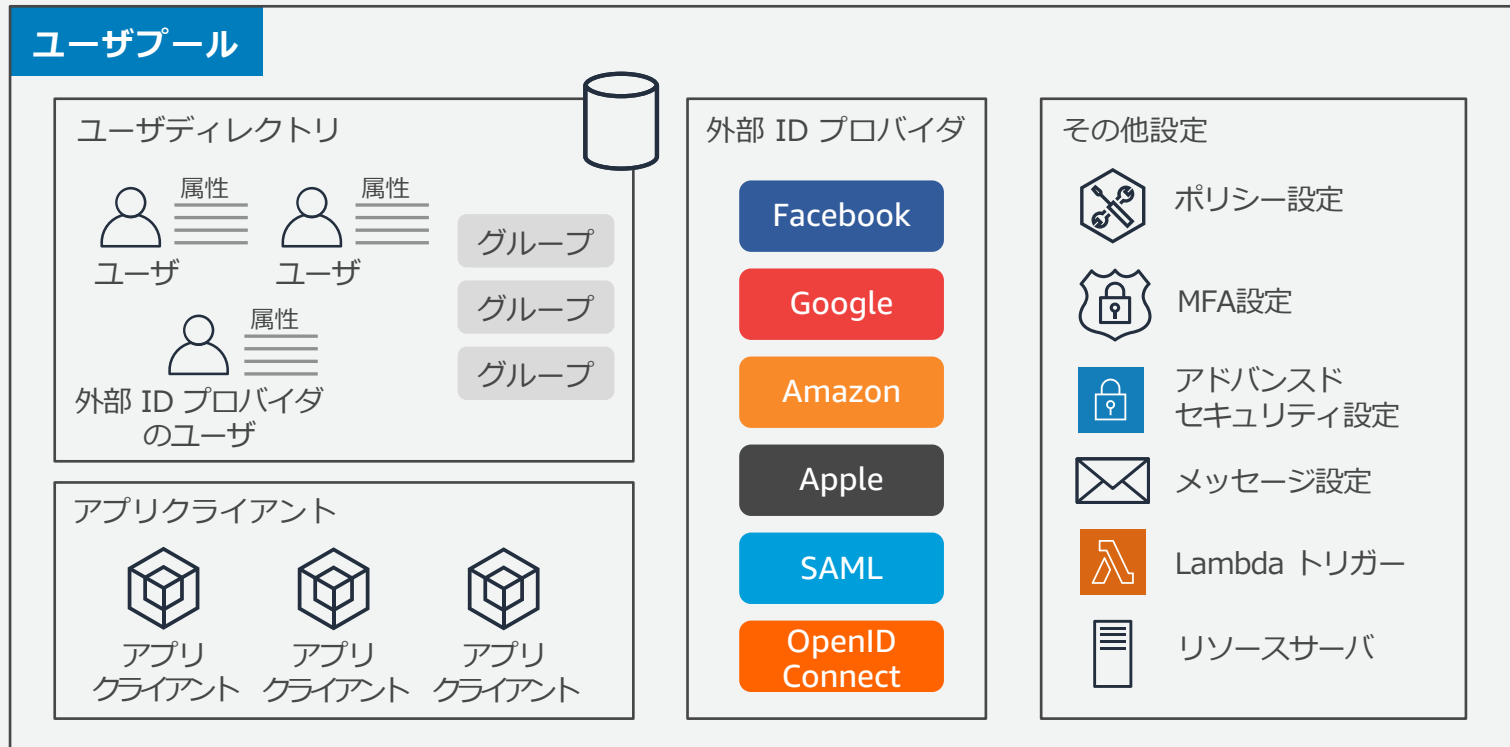 ユーザプール
ユーザディレクトリ
属性
属性
ユーザ
ユーザ
属性
外部 ID プロバイダ
のユーザ
グループ
グループ
グループ
アプリクライアント
アプリ
クライアント
アプリ
クライアント
アプリ
クライアント
外部 ID プロバイダ
Facebook
Google
Amazon
Apple
SAML
OpenID
Connect
その他設定
ポリシー設定
MFA設定
アドバンスド
セキュリティ設定
メッセージ設定
Lambda トリガー
リソースサーバ